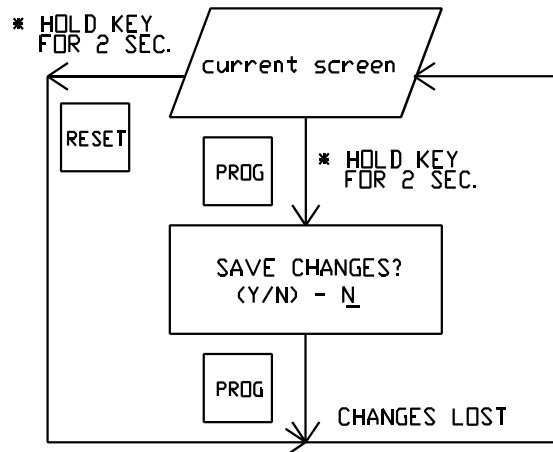 * HOLD KEY
FOR 2 SEC.
current screen
RESET
PROG
* HOLD KEY
FOR 2 SEC.
SAVE CHANGES?
(Y/N) - N
PROG
CHANGES LOST